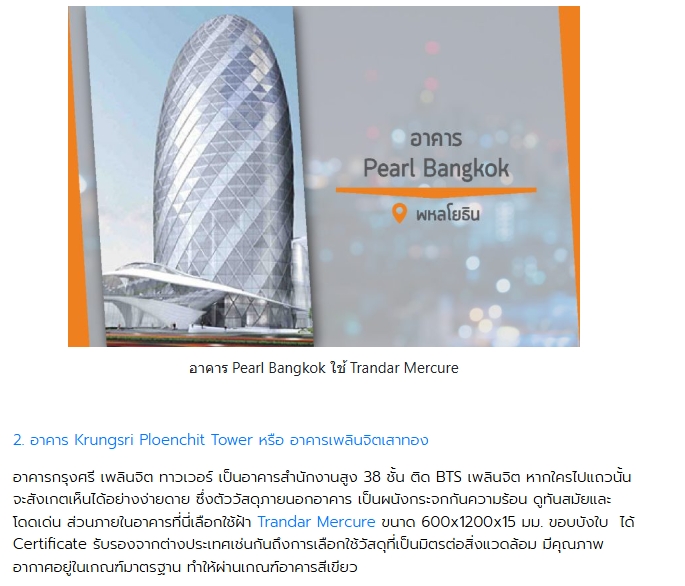 อาคาร
Pearl Bangkok
พหลโยธิน
อาคาร Pearl Bangkok ใช้ Trandar Mercure
2. อาคาร Krungsri Ploenchit Tower หรือ อาคารเพลินจิตเสาทอง
อาคารกรุงศรี เพลินจิต ทาวเวอร์ เป็นอาคารสำนักงานสูง 38 ชั้น ติด BTS เพลินจิต หากใครไปแถวนั้น
จะสังเกตเห็นได้อย่างง่ายดาย ซึ่งตัววัสดุภายนอกอาคาร เป็นผนังกระจกกันความร้อน ดูทันสมัยและ
โดดเด่น ส่วนภายในอาคารที่นี่เลือกใช้ฝ้า Trandar Mercure ขนาด 600x1200x15 มม. ขอบบังใบ ได้
Certificate รับรองจากต่างประเทศเช่นกันถึงการเลือกใช้วัสดุที่เป็นมิตรต่อสิ่งแวดล้อม มีคุณภาพ
อากาศอยู่ในเกณฑ์มาตรฐาน ทำให้ผ่านเกณฑ์อาคารสีเขียว